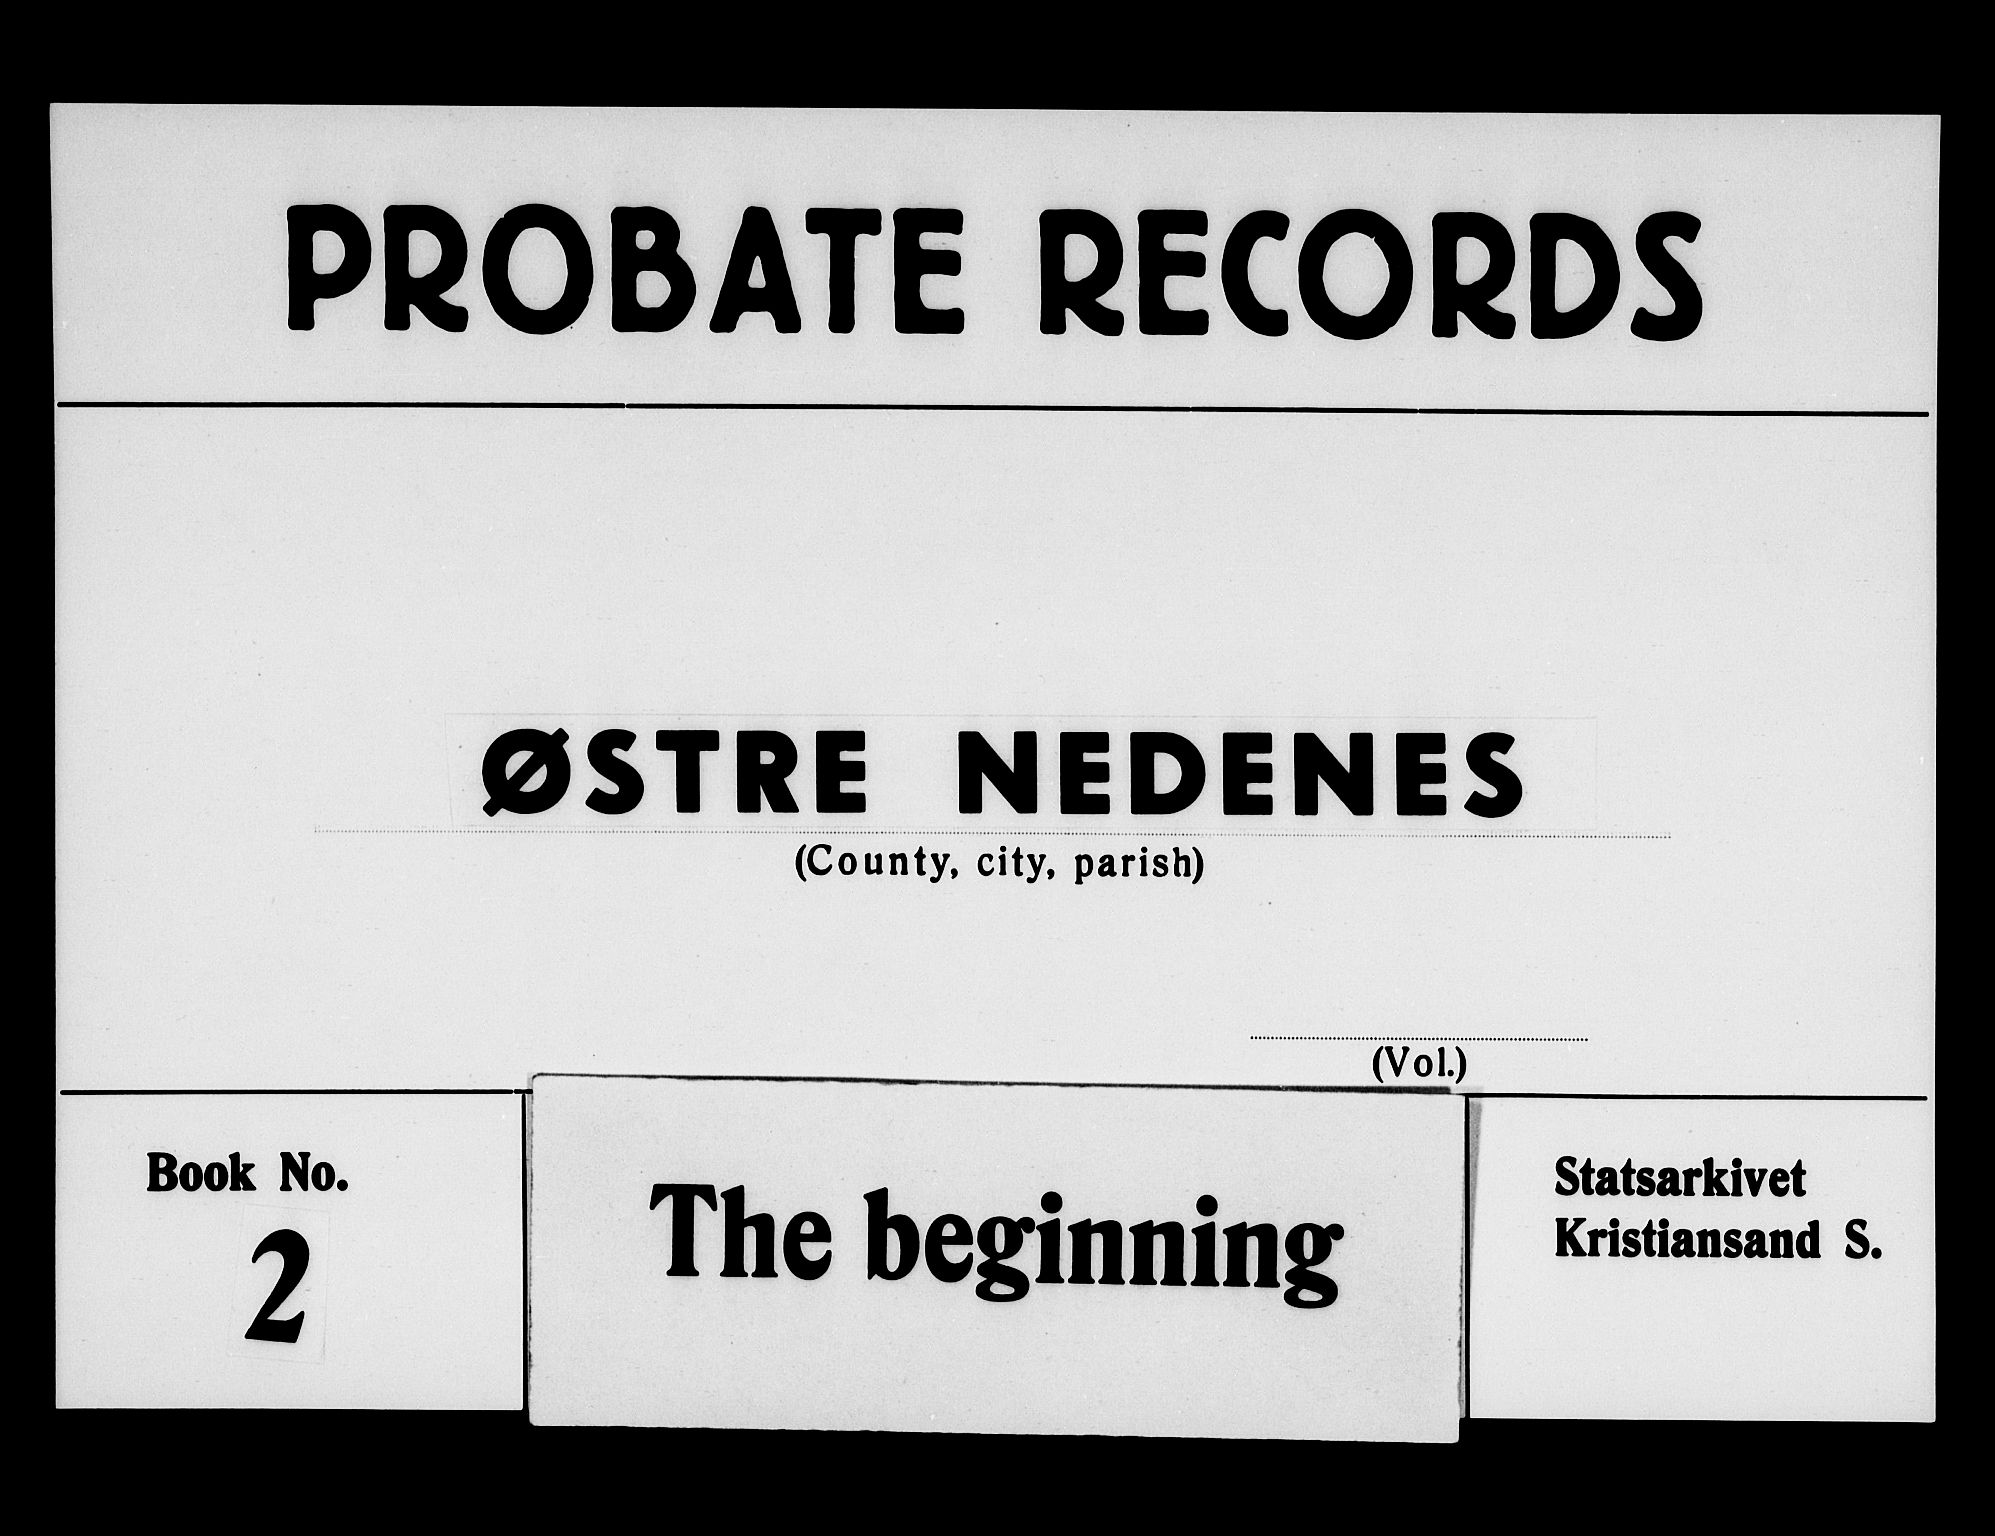 PROBATE RECORDS
ØSTRE NEDENES
(County, city, parish)
(Vol.)
Book No.
2
The beginning
Statsarkivet
Kristiansand S.